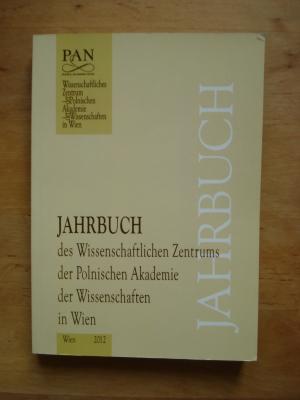 PAN
Wissenschaftliches
Zentrum
der Polnischen
Akademie
der Wissenschaften
in Wien
JAHRBUCH
JAHRBUCH
des Wissenschaftlichen Zentrums
der Polnischen Akademie
der Wissenschaften
in Wien
Wien 2012